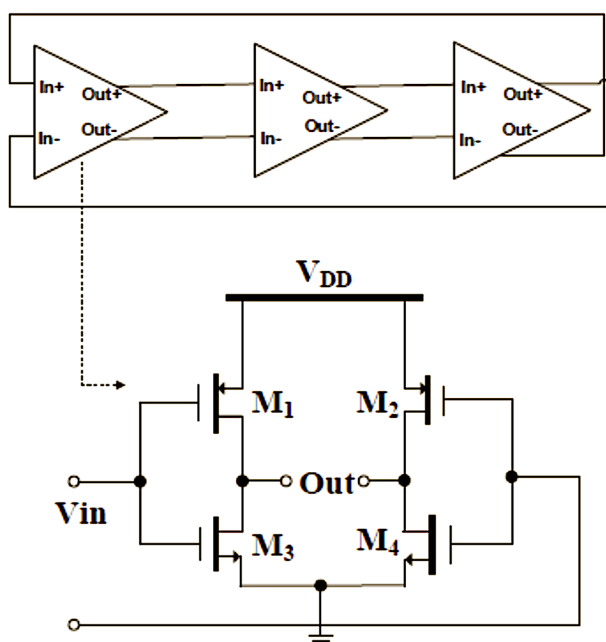 In+
Out+
In-
Out-
In+
Out+
In-
Out-
In+
Out+
In-
Out-
VDD
M1
M2
Out
Vin
M3
M4